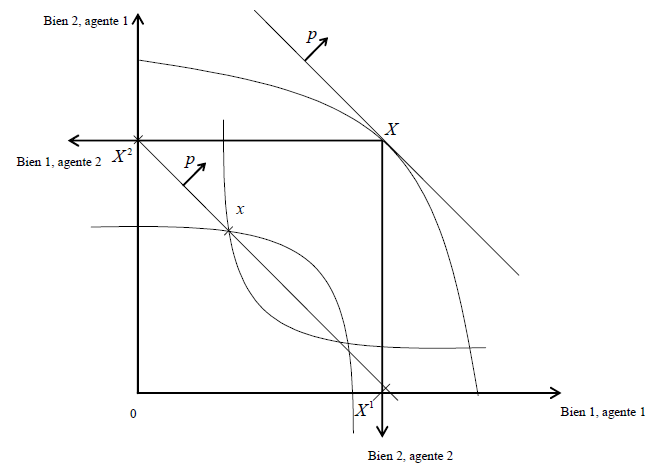 Bien 2, agente 1
p
X
Bien 1, agente 2
X²
p
x
0
X¹
Bien 1, agente 1
Bien 2, agente 2